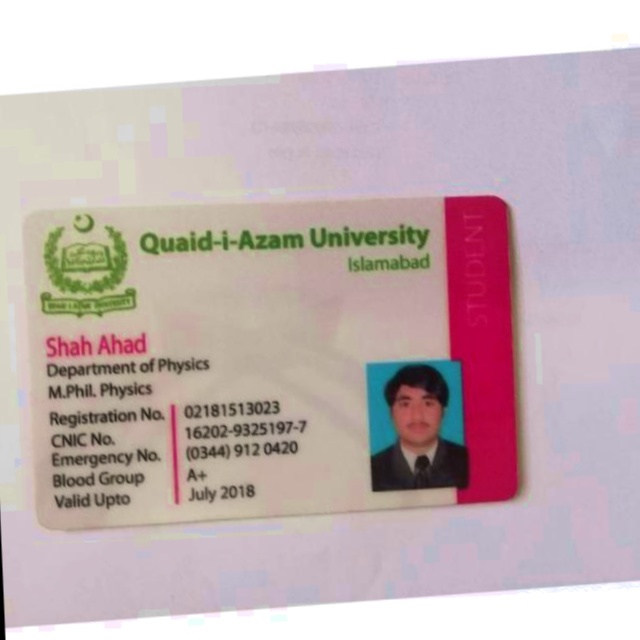 Quaid-i-Azam University
Islamabad
STUDENT
Shah Ahad
Department of Physics
M.Phil. Physics
Registration No. 02181513023
CNIC No. 16202-9325197-7
Emergency No. (0344) 912 0420
Blood Group A+
Valid Upto July 2018